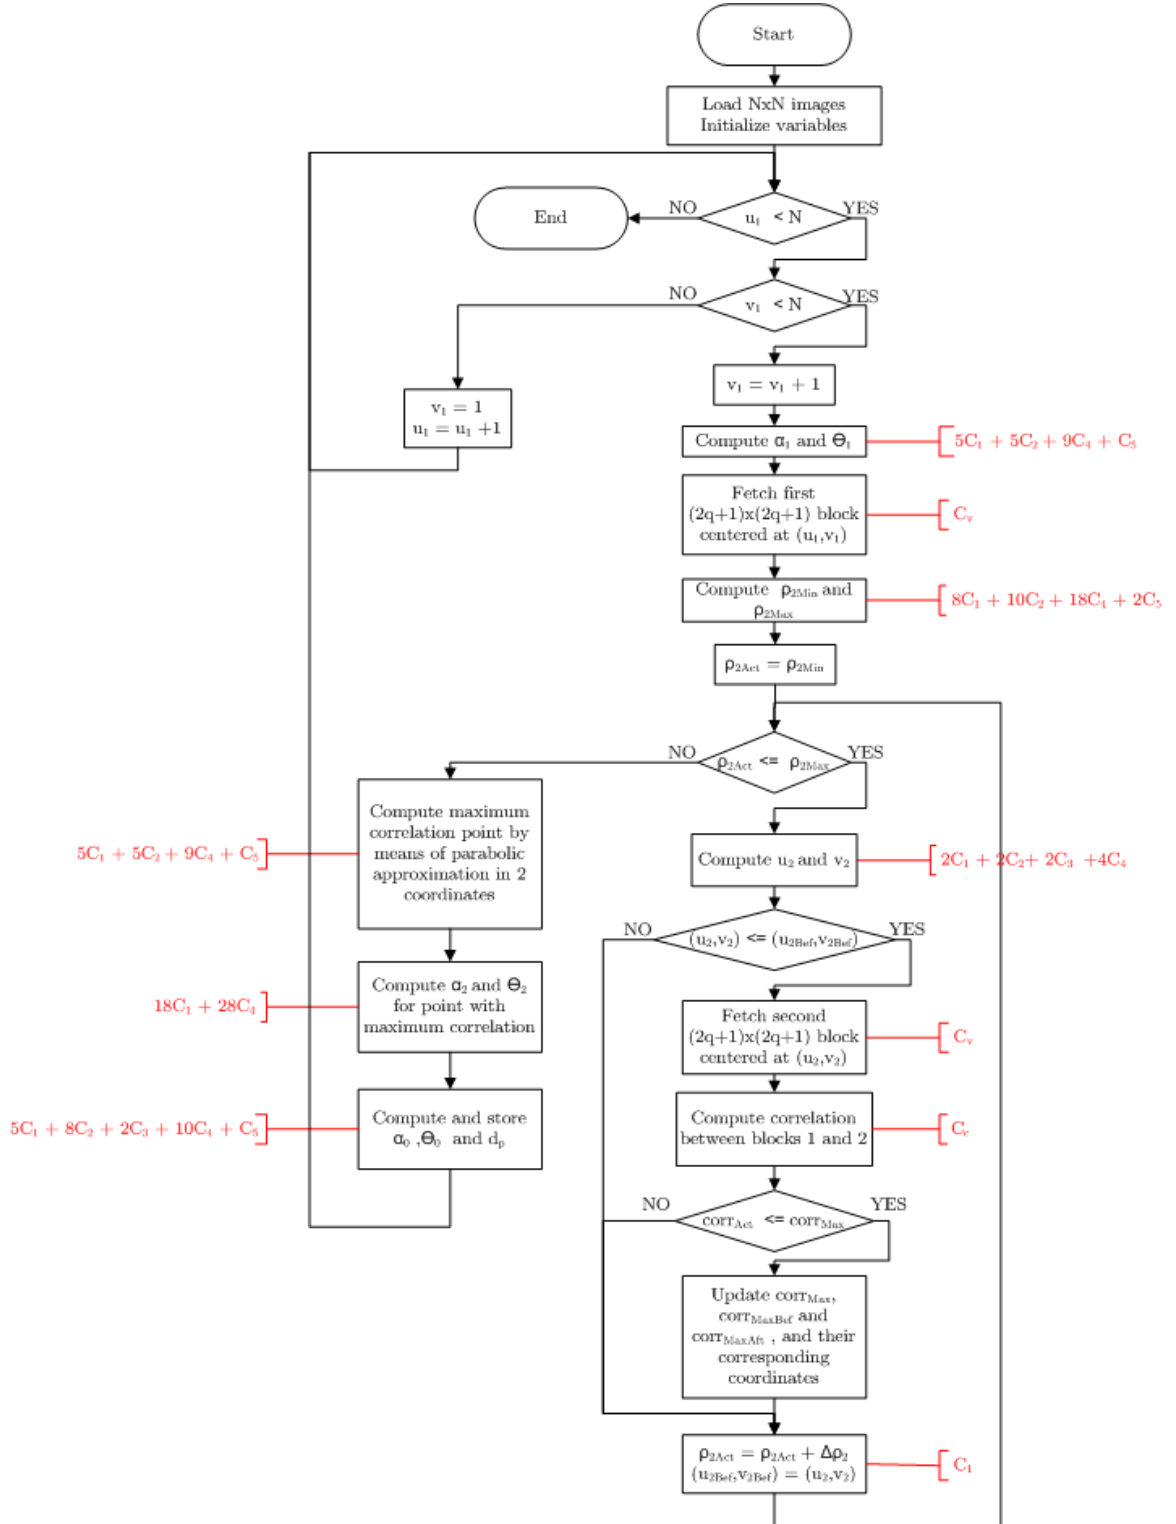 Start
Load NxN images
Initialize variables
u₁ < N
NO
YES
End
v₁ < N
NO
YES
v₁ = 1
u₁ = u₁ +1
v₁ = v₁ + 1
Compute α₁ and Θ₁
5C₁ + 5C₂ + 9C₄ + C₅
Fetch first
(2q+1)x(2q+1) block
centered at (u₁,v₁)
Cᵥ
Compute ρ2Min and
ρ2Max
8C₁ + 10C₂ + 18C₄ + 2C₅
ρ2Act = ρ2Min
ρ2Act <= ρ2Max
NO
YES
Compute maximum
correlation point by
means of parabolic
approximation in 2
coordinates
5C₁ + 5C₂ + 9C₄ + C₅
Compute α₂ and Θ₂
for point with
maximum correlation
18C₁ + 28C₄
Compute and store
α₀ ,Θ₀ and dₚ
5C₁ + 8C₂ + 2C₃ + 10C₄ + C₅
Compute u₂ and v₂
2C₁ + 2C₂+ 2C₃ +4C₄
(u₂,v₂) <= (u2Bef,v2Bef)
NO
YES
Fetch second
(2q+1)x(2q+1) block
centered at (u₂,v₂)
Cᵥ
Compute correlation
between blocks 1 and 2
Cc
corrAct <= corrMax
NO
YES
Update corrMax,
corrMaxBef and
corrMaxAft , and their
corresponding
coordinates
ρ2Act = ρ2Act + Δρ₂
(u2Bef,v2Bef) = (u₂,v₂)
C₁